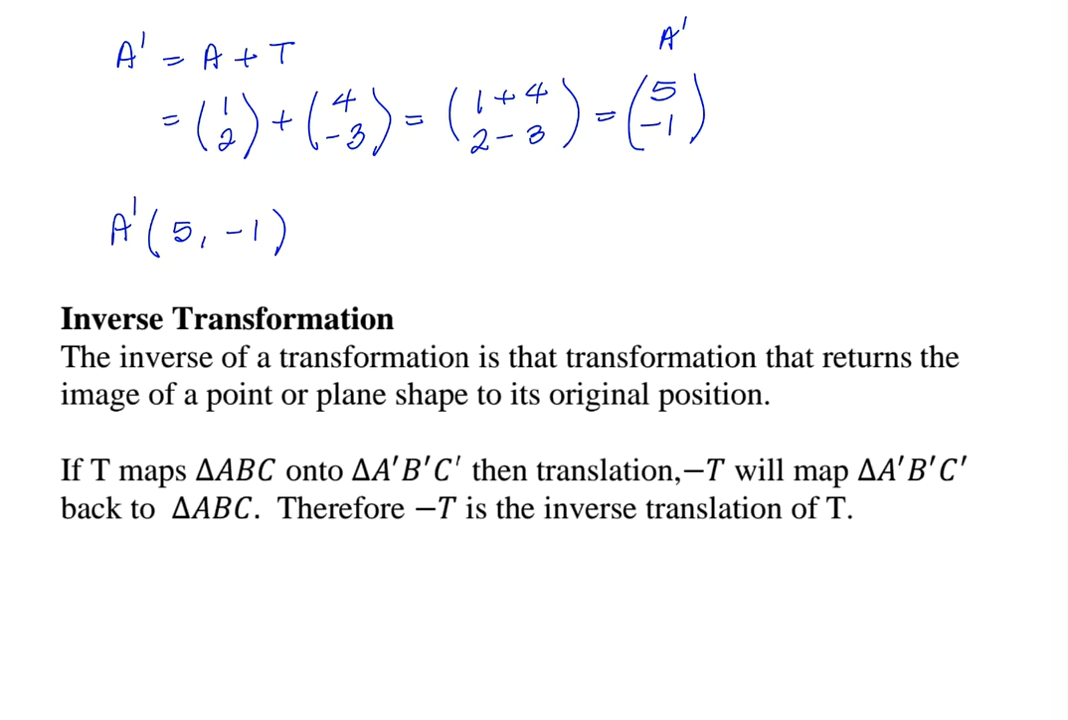 A'
A' = A + T
= (1 2) + (4 -3) = (1+4 2-3) = (5 -1)
A'(5, -1)
Inverse Transformation
The inverse of a transformation is that transformation that returns the
image of a point or plane shape to its original position.
If T maps ΔABC onto ΔA′B′C′ then translation,−T will map ΔA′B′C′
back to ΔABC. Therefore −T is the inverse translation of T.